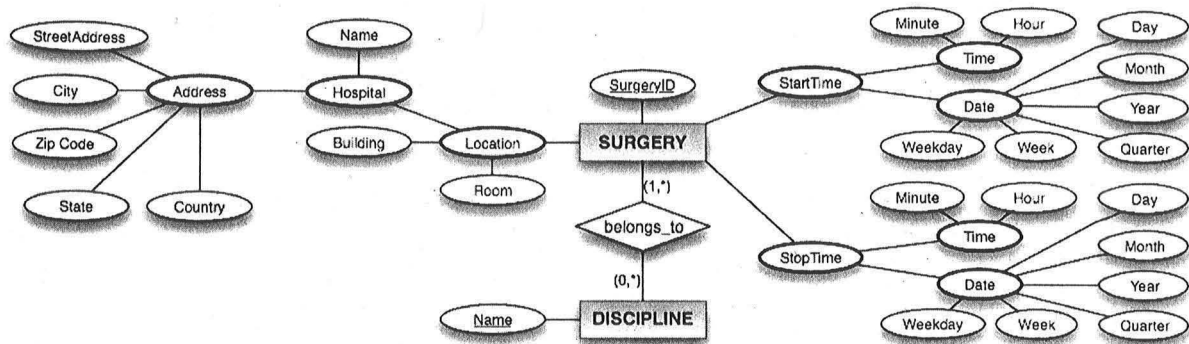 StreetAddress
City
Zip Code
State
Country
Address
Name
Hospital
Building
Location
Room
SurgeryID
SURGERY
(1,*)
belongs_to
(0,*)
Name
DISCIPLINE
StartTime
Minute
Hour
Time
Date
Day
Month
Year
Quarter
Week
Weekday
StopTime
Minute
Hour
Time
Date
Day
Month
Year
Quarter
Week
Weekday